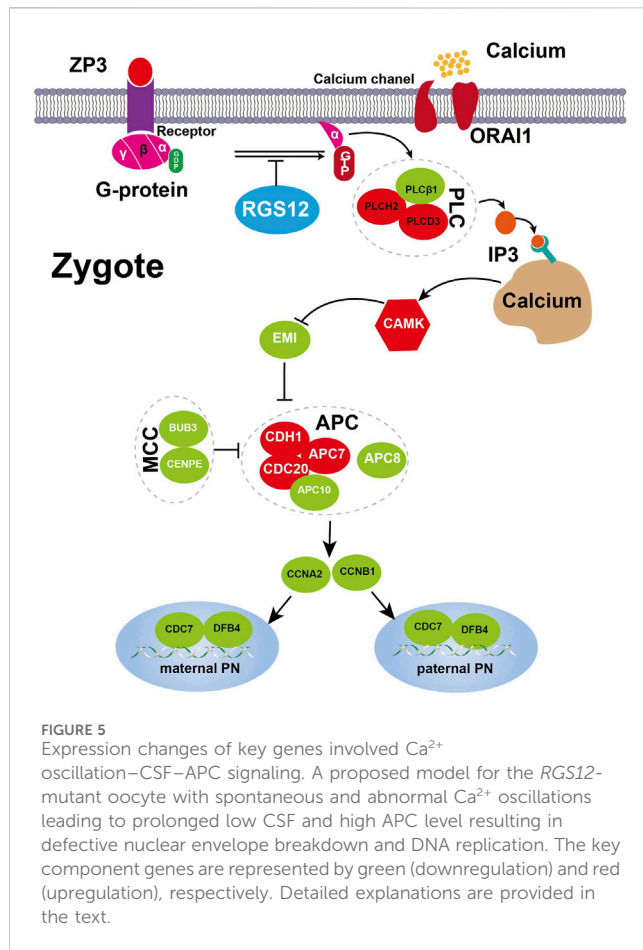 ZP3
Calcium
Calcium chanel
ORAI1
Receptor
γ
β
α
GDP
G-protein
α
GTP
RGS12
PLCβ1
PLCH2
PLCD3
PLC
IP3
Zygote
Calcium
CAMK
EMI
MCC
BUB3
CENPE
APC
CDH1
APC7
CDC20
APC8
APC10
CCNA2
CCNB1
CDC7
DFB4
maternal PN
CDC7
DFB4
paternal PN
FIGURE 5
Expression changes of key genes involved Ca²⁺
oscillation–CSF–APC signaling. A proposed model for the RGS12-
mutant oocyte with spontaneous and abnormal Ca²⁺ oscillations
leading to prolonged low CSF and high APC level resulting in
defective nuclear envelope breakdown and DNA replication. The key
component genes are represented by green (downregulation) and red
(upregulation), respectively. Detailed explanations are provided in
the text.